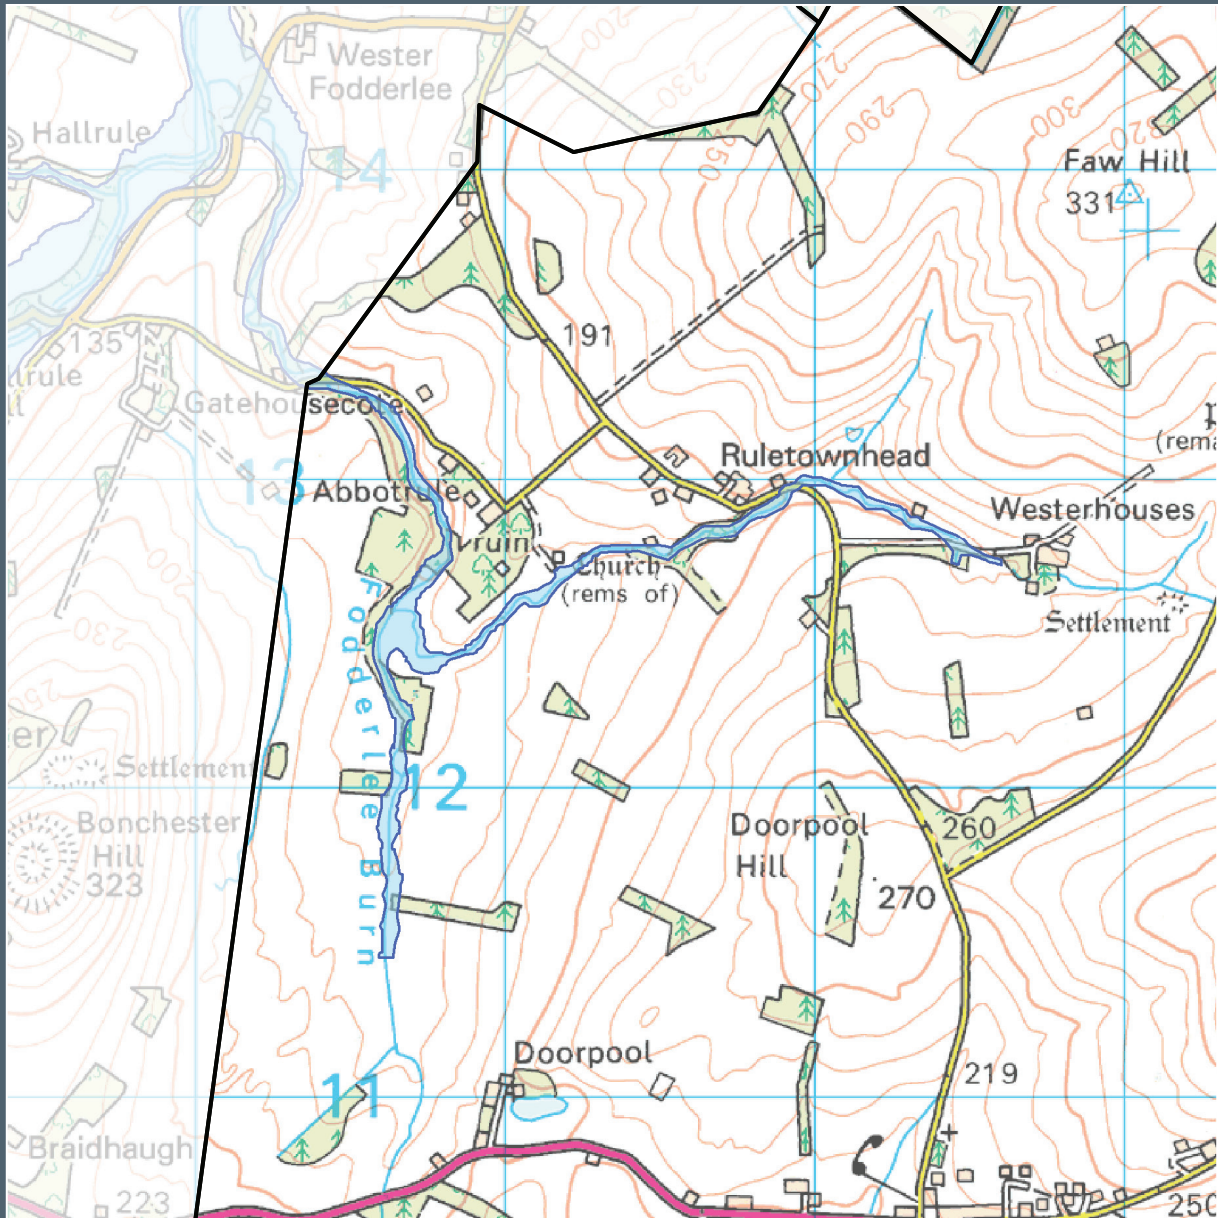 Wester
Fodderlee
Hallrule
14
200
230
270
290
250
300
320
Faw Hill
331
191
135
Gatehousecote
13
Abbotrule
ruin
Ruletownhead
(rema
Westerhouses
Church
(rems of)
Settlement
Fodderlee Burn
230
Settlement
12
Bonchester
Hill
323
Doorpool
Hill
260
270
Doorpool
219
11
Braidhaugh
223
250